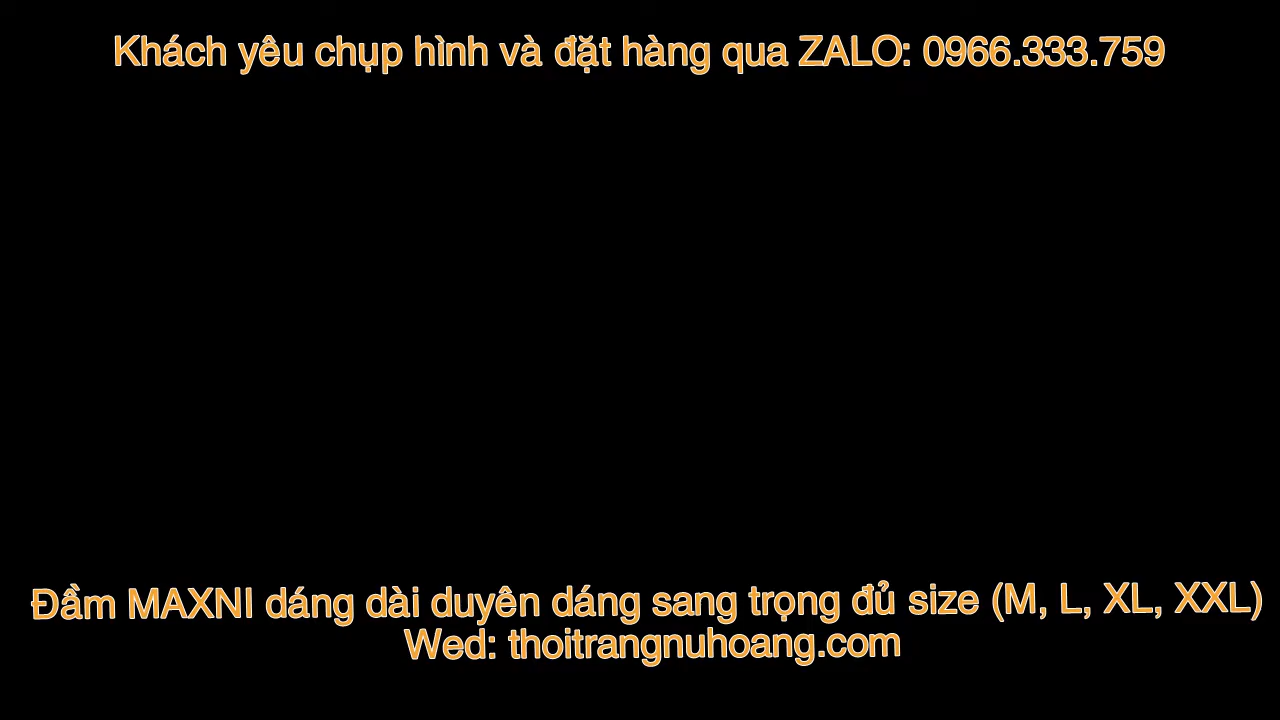 Khách yêu chụp hình và đặt hàng qua ZALO: 0966.333.759
Đầm MAXNI dáng dài duyên dáng sang trọng đủ size (M, L, XL, XXL)
Wed: thoitrangnuhoang.com